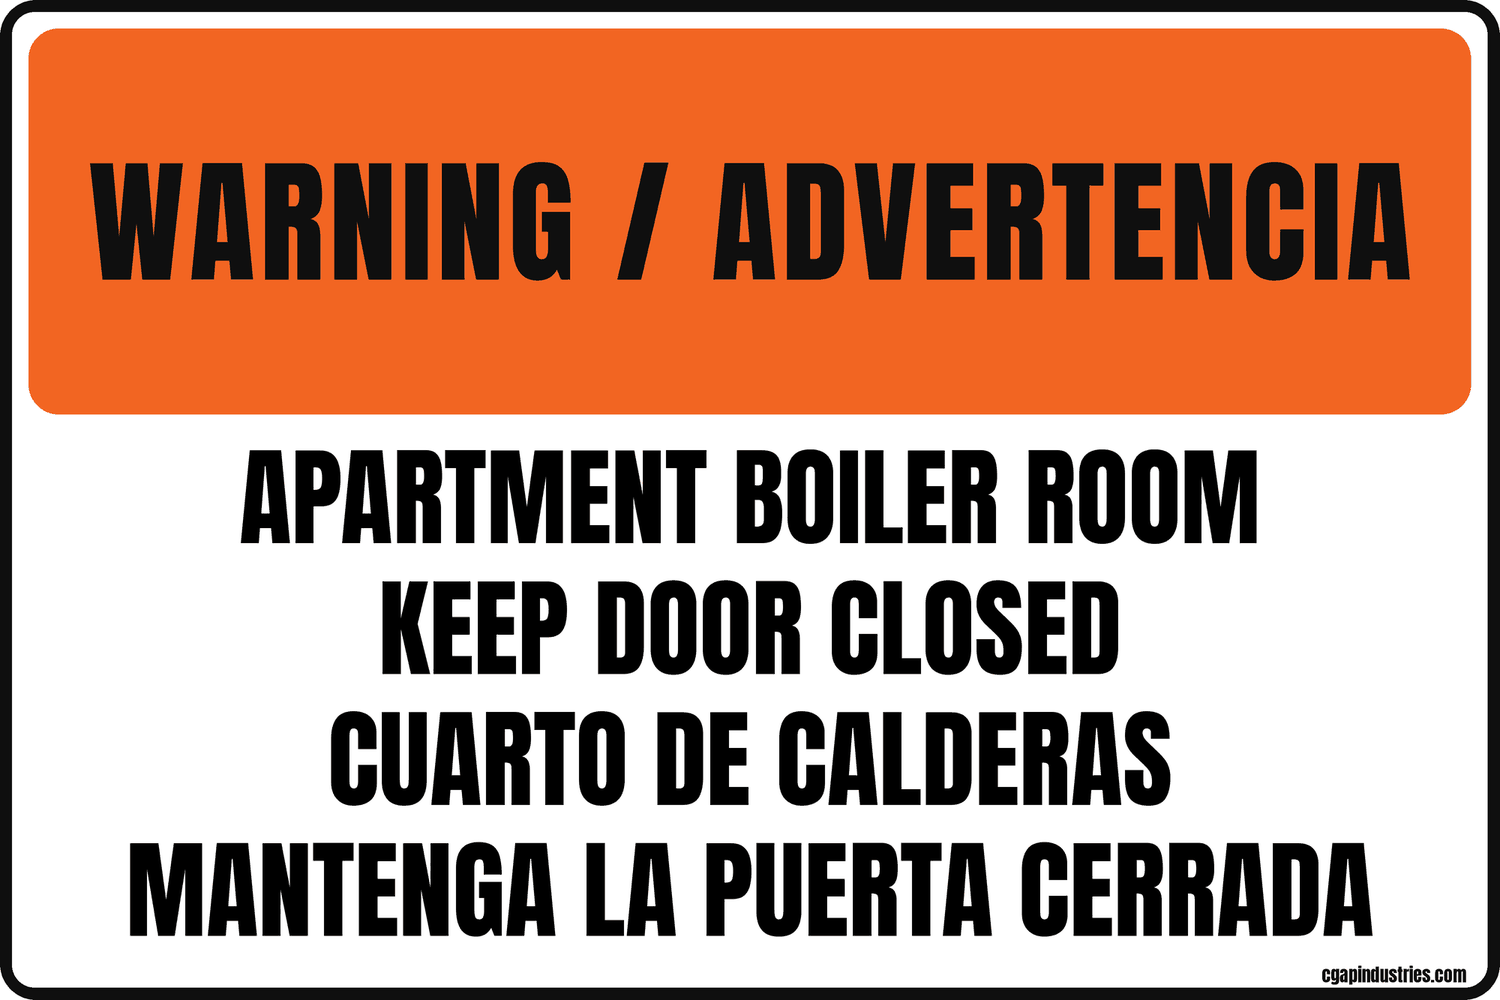 WARNING / ADVERTENCIA
APARTMENT BOILER ROOM
KEEP DOOR CLOSED
CUARTO DE CALDERAS
MANTENGA LA PUERTA CERRADA
cgapindustries.com